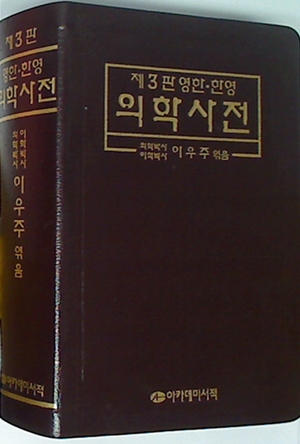 제3판
영한·한영
의학사전
의학박사
이학박사
이우주 엮음
제3판 영한·한영
의학사전
의학박사
이학박사 이우주 엮음
아카데미서적
아카데미서적